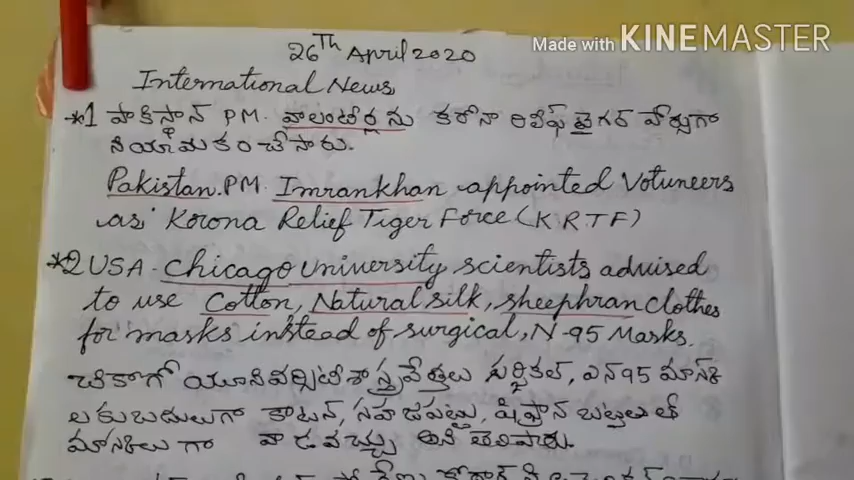 26Th April 2020
Made with KINEMASTER
International News
*1 పాకిస్థాన్ PM. వాలంటీర్ల ను కరోనా రిలీఫ్ టైగర్ ఫోర్సుగా
నియామకం చేసారు.
Pakistan. PM. Imrankhan appointed Votuneers
as Korona Relief Tiger Force (K.R.T.F)
*2 USA. Chicago University scientists advised
to use Cotton, Natural silk, sheephran clothes
for masks instead of surgical, N-95 Masks.
చికాగో యూనివర్శిటీ శాస్త్రవేత్తలు సర్జికల్, ఎన్95 మాస్క్
లకు బదులుగా కాటన్, సహజపట్టు, షిఫ్రాన్ బట్టలతో
మాస్కులు గా వాడవచ్చు అని తెలిపారు.